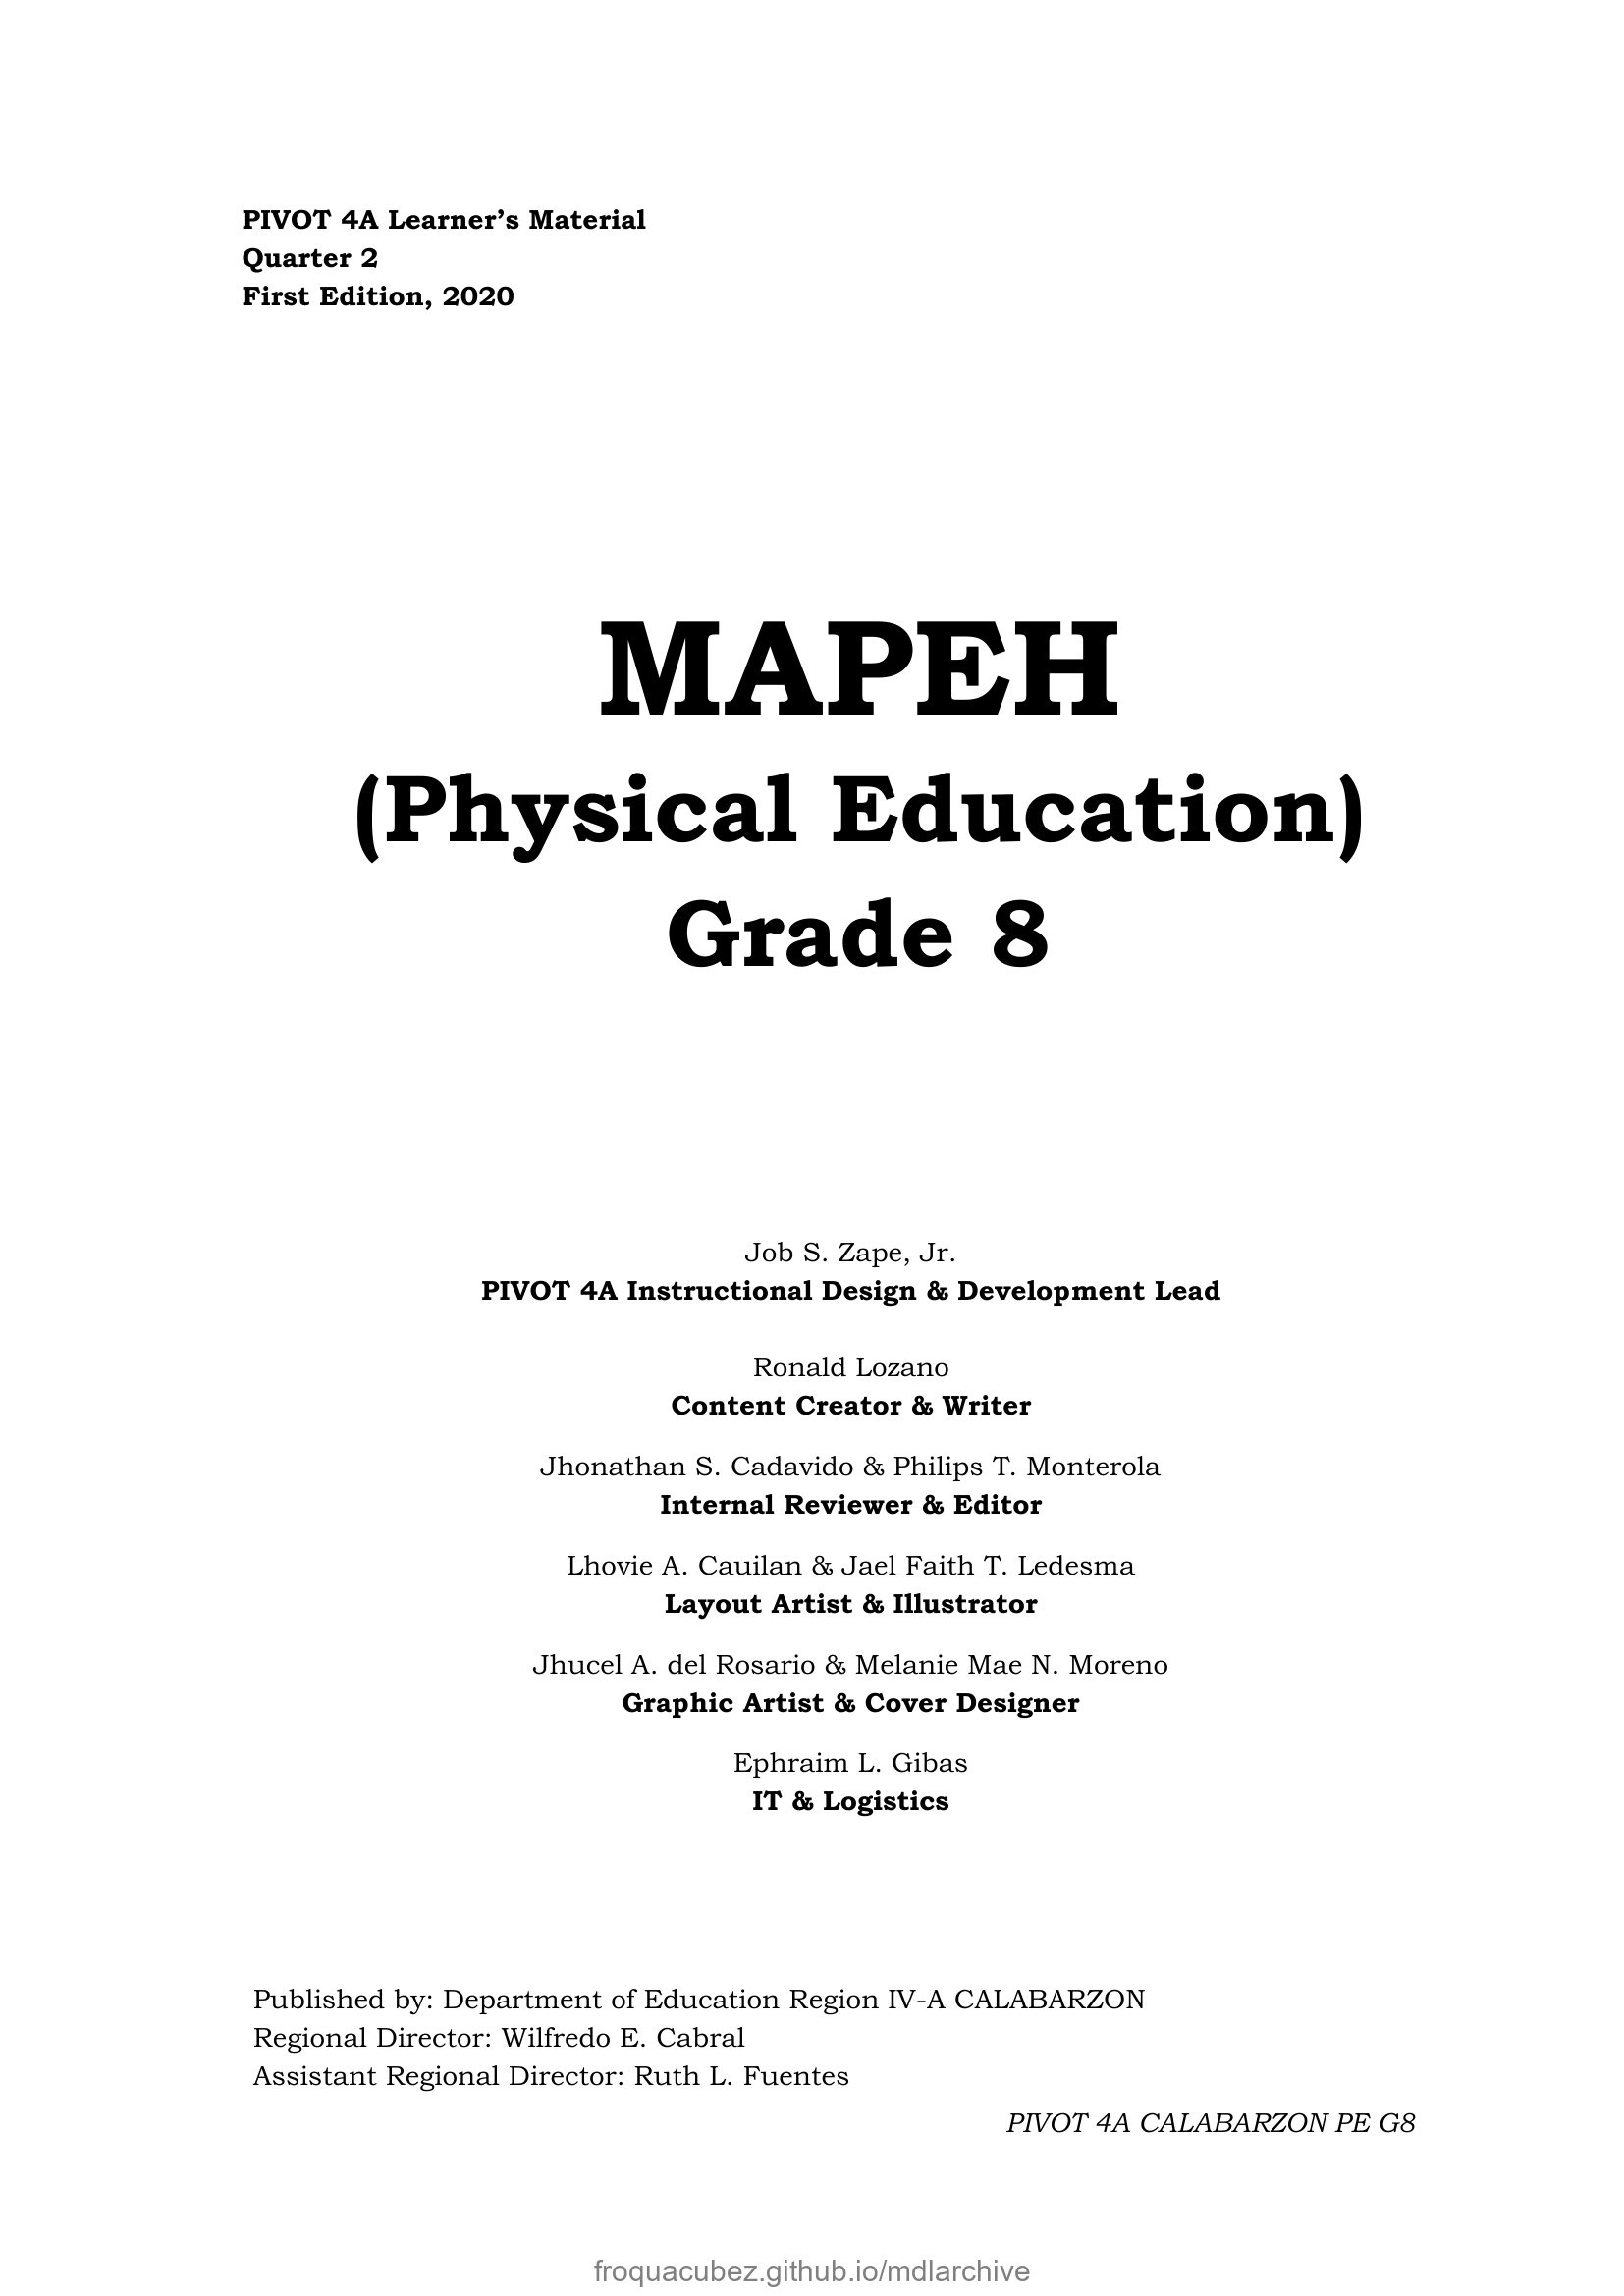 PIVOT 4A Learner’s Material
Quarter 2
First Edition, 2020
MAPEH
(Physical Education)
Grade 8
Job S. Zape, Jr.
PIVOT 4A Instructional Design & Development Lead
Ronald Lozano
Content Creator & Writer
Jhonathan S. Cadavido & Philips T. Monterola
Internal Reviewer & Editor
Lhovie A. Cauilan & Jael Faith T. Ledesma
Layout Artist & Illustrator
Jhucel A. del Rosario & Melanie Mae N. Moreno
Graphic Artist & Cover Designer
Ephraim L. Gibas
IT & Logistics
Published by: Department of Education Region IV-A CALABARZON
Regional Director: Wilfredo E. Cabral
Assistant Regional Director: Ruth L. Fuentes
PIVOT 4A CALABARZON PE G8
froquacubez.github.io/mdlarchive